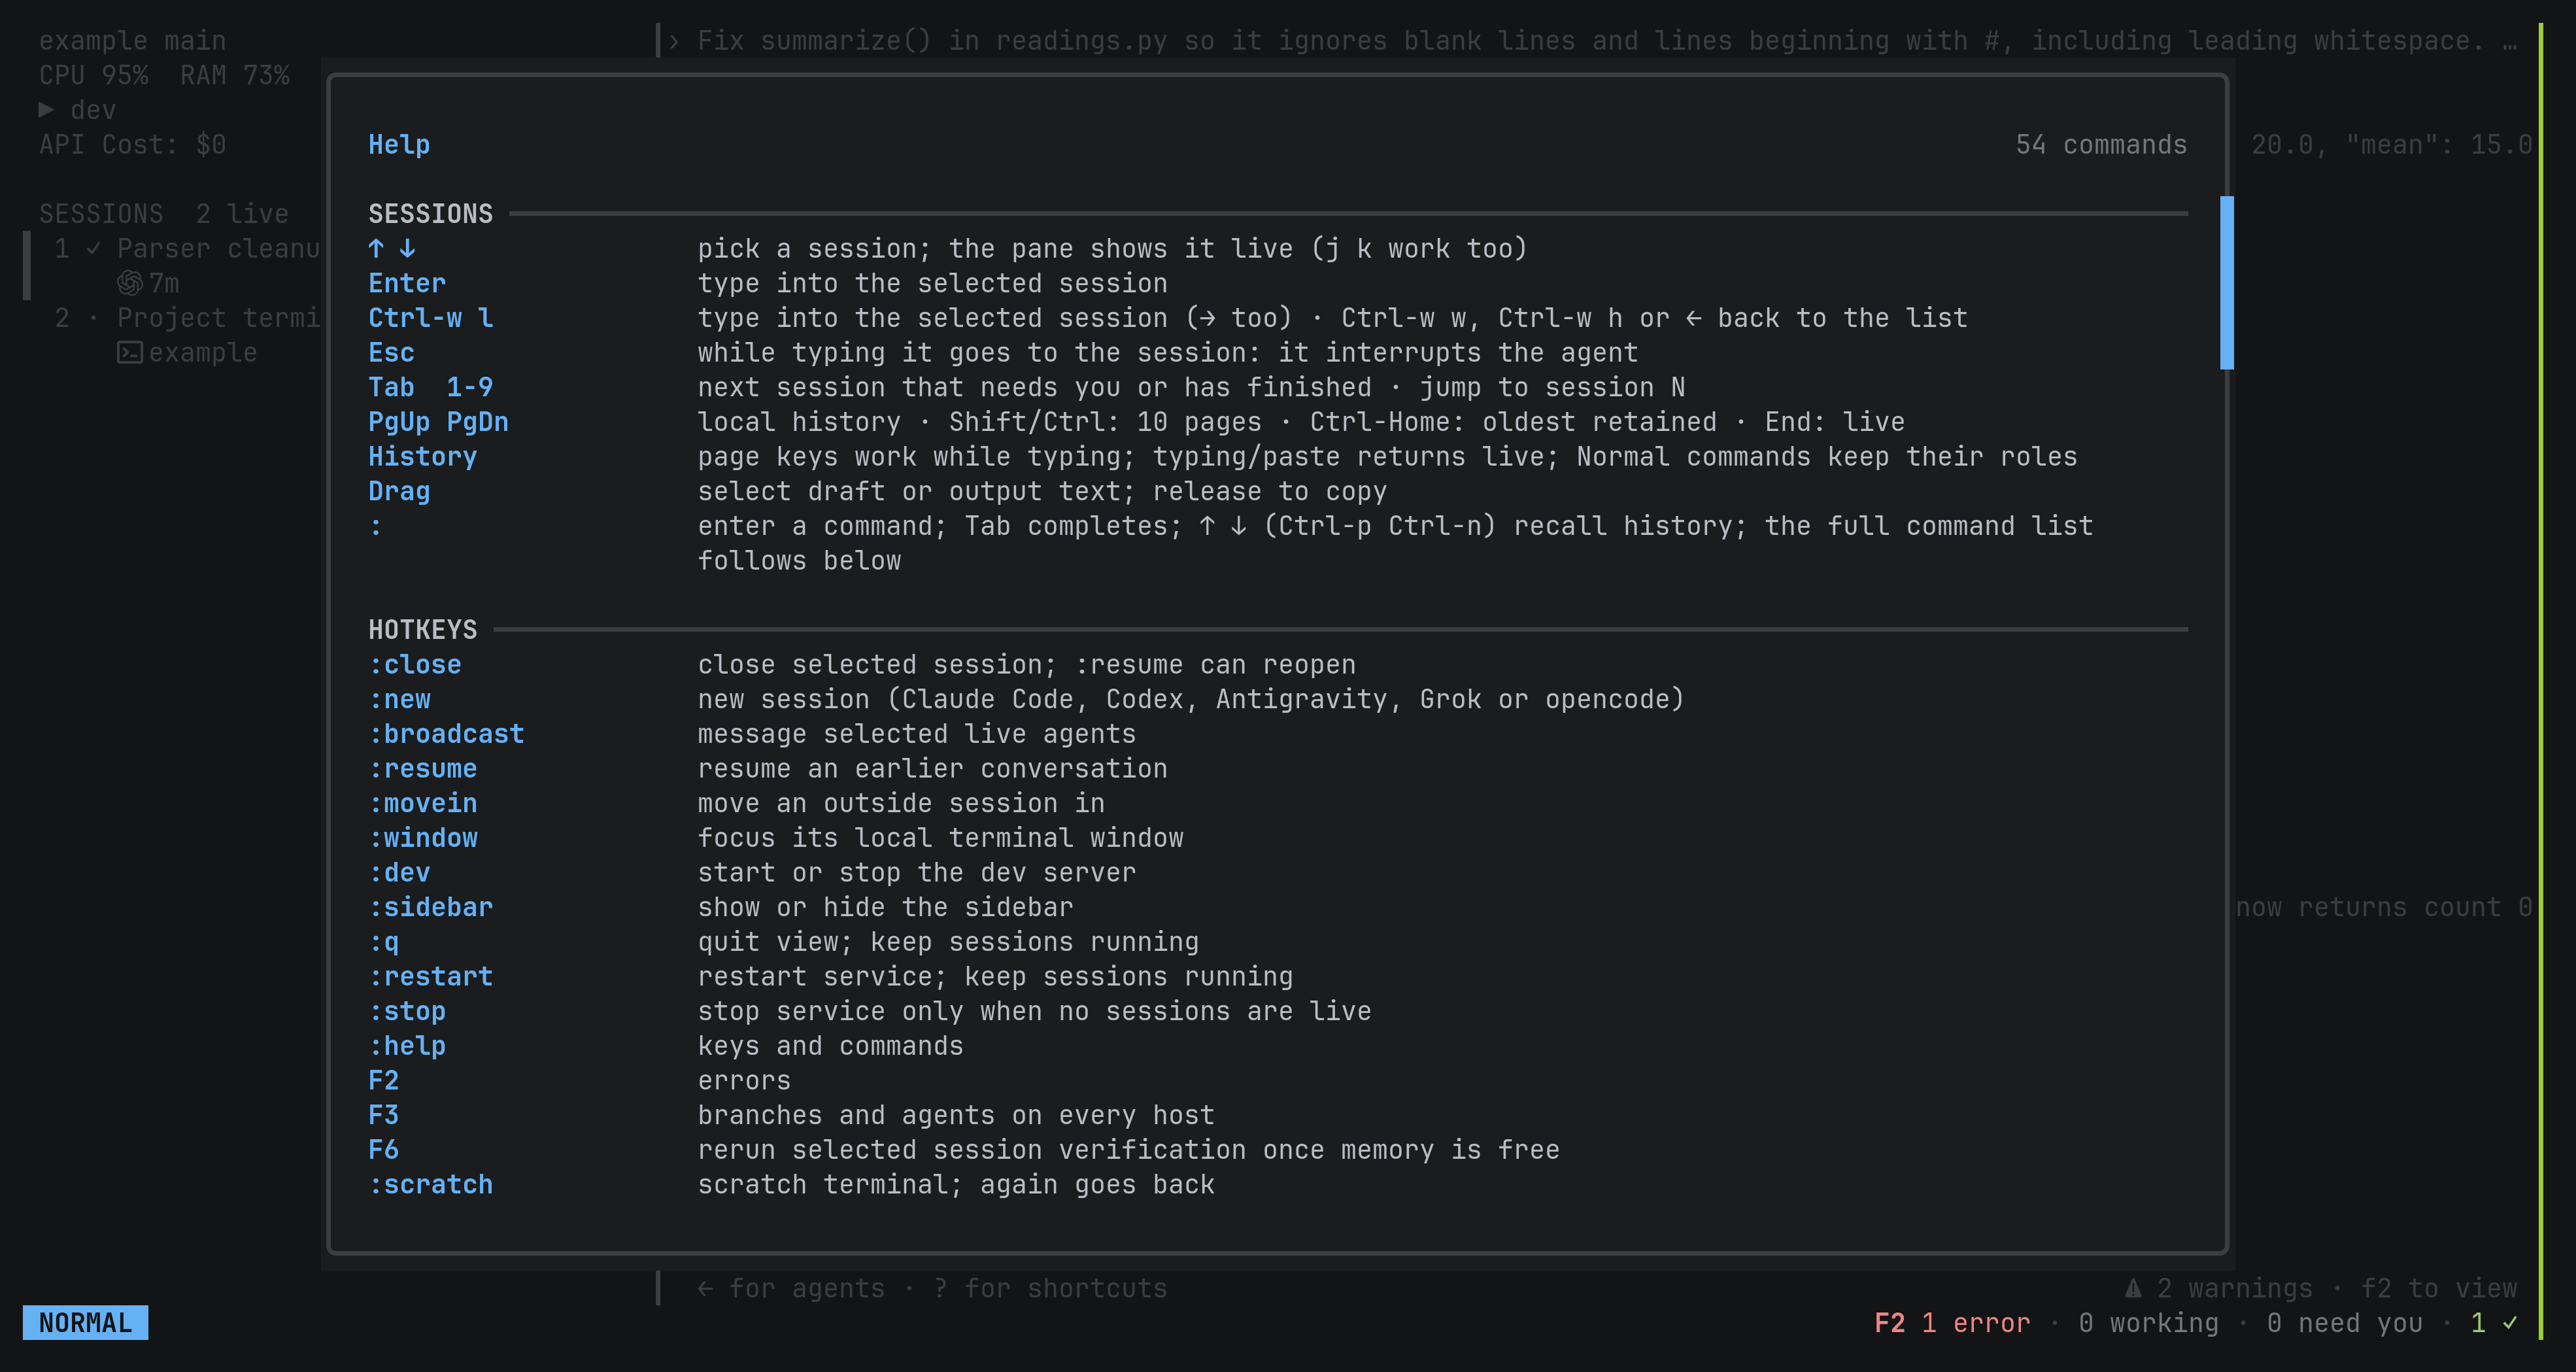 example main
› Fix summarize() in readings.py so it ignores blank lines and lines beginning with #, including leading whitespace. …
CPU 95%  RAM 73%
▶ dev
API Cost: $0
Help
54 commands
20.0, "mean": 15.0
SESSIONS  2 live
1 ✓ Parser cleanu
7m
2 · Project termi
example
SESSIONS
↑ ↓  pick a session; the pane shows it live (j k work too)
Enter  type into the selected session
Ctrl-w l  type into the selected session (→ too) · Ctrl-w w, Ctrl-w h or ← back to the list
Esc  while typing it goes to the session: it interrupts the agent
Tab  1-9  next session that needs you or has finished · jump to session N
PgUp PgDn  local history · Shift/Ctrl: 10 pages · Ctrl-Home: oldest retained · End: live
History  page keys work while typing; typing/paste returns live; Normal commands keep their roles
Drag  select draft or output text; release to copy
:  enter a command; Tab completes; ↑ ↓ (Ctrl-p Ctrl-n) recall history; the full command list
follows below
HOTKEYS
:close  close selected session; :resume can reopen
:new  new session (Claude Code, Codex, Antigravity, Grok or opencode)
:broadcast  message selected live agents
:resume  resume an earlier conversation
:movein  move an outside session in
:window  focus its local terminal window
:dev  start or stop the dev server
:sidebar  show or hide the sidebar
now returns count 0
:q  quit view; keep sessions running
:restart  restart service; keep sessions running
:stop  stop service only when no sessions are live
:help  keys and commands
F2  errors
F3  branches and agents on every host
F6  rerun selected session verification once memory is free
:scratch  scratch terminal; again goes back
← for agents · ? for shortcuts
⚠ 2 warnings · f2 to view
NORMAL
F2 1 error · 0 working · 0 need you · 1 ✓